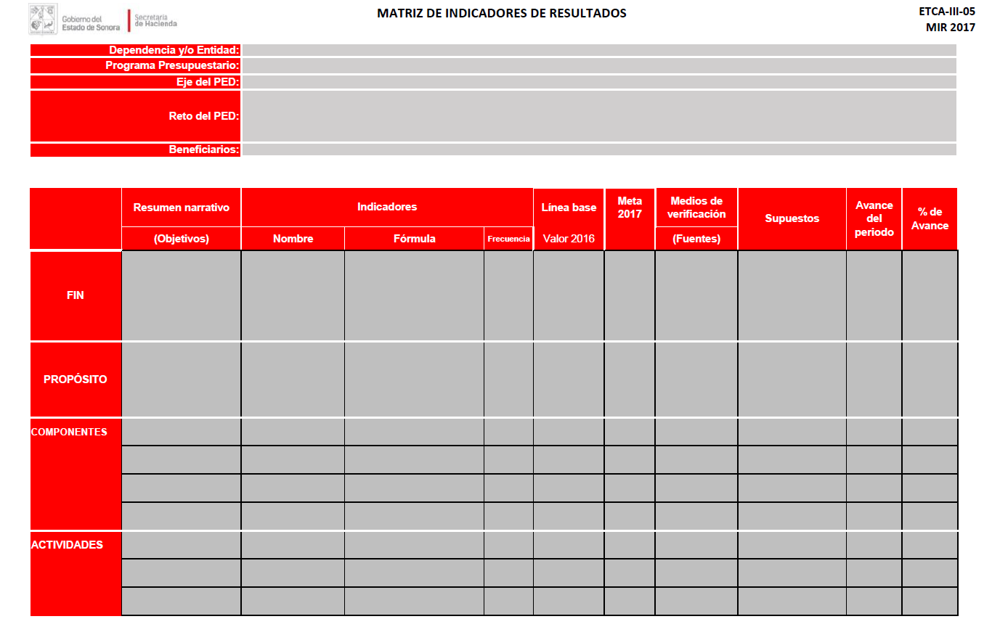 Gobierno del
Estado de Sonora
Secretaría
de Hacienda
MATRIZ DE INDICADORES DE RESULTADOS
ETCA-III-05
MIR 2017
Dependencia y/o Entidad:
Programa Presupuestario:
Eje del PED:
Reto del PED:
Beneficiarios:
Resumen narrativo
(Objetivos)
Indicadores
Nombre
Fórmula
Frecuencia
Línea base
Valor 2016
Meta
2017
Medios de
verificación
(Fuentes)
Supuestos
Avance
del
periodo
% de
Avance
FIN
PROPÓSITO
COMPONENTES
ACTIVIDADES